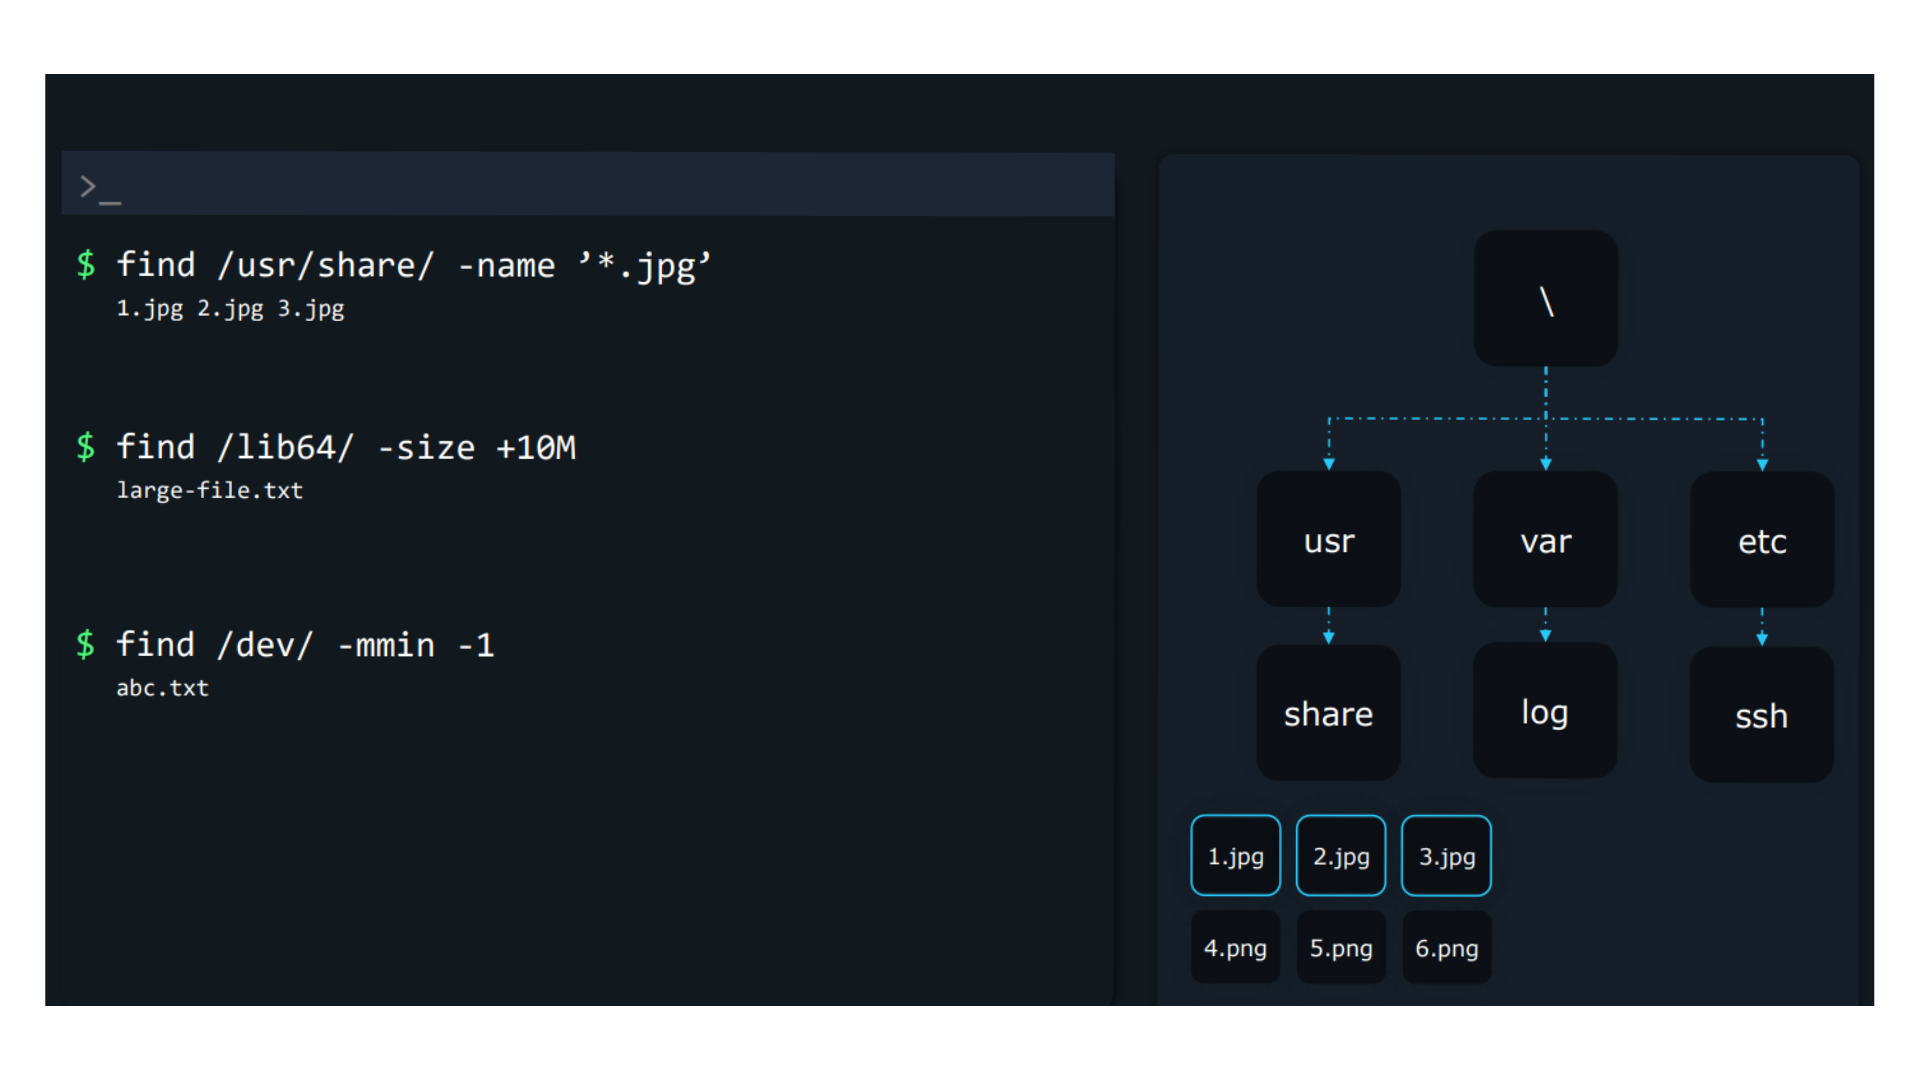 >_
$ find /usr/share/ -name ’*.jpg’
1.jpg 2.jpg 3.jpg
$ find /lib64/ -size +10M
large-file.txt
$ find /dev/ -mmin -1
abc.txt
\
usr var etc
share log ssh
1.jpg 2.jpg 3.jpg
4.png 5.png 6.png